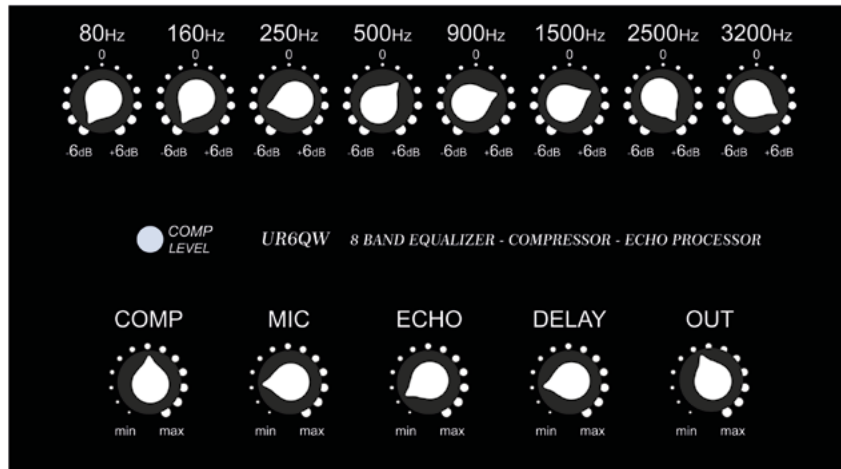 80Hz 160Hz 250Hz 500Hz 900Hz 1500Hz 2500Hz 3200Hz
0 0 0 0 0 0 0 0
-6dB +6dB -6dB +6dB -6dB +6dB -6dB +6dB -6dB +6dB -6dB +6dB -6dB +6dB -6dB +6dB
COMP
LEVEL
UR6QW 8 BAND EQUALIZER - COMPRESSOR - ECHO PROCESSOR
COMP MIC ECHO DELAY OUT
min max min max min max min max min max